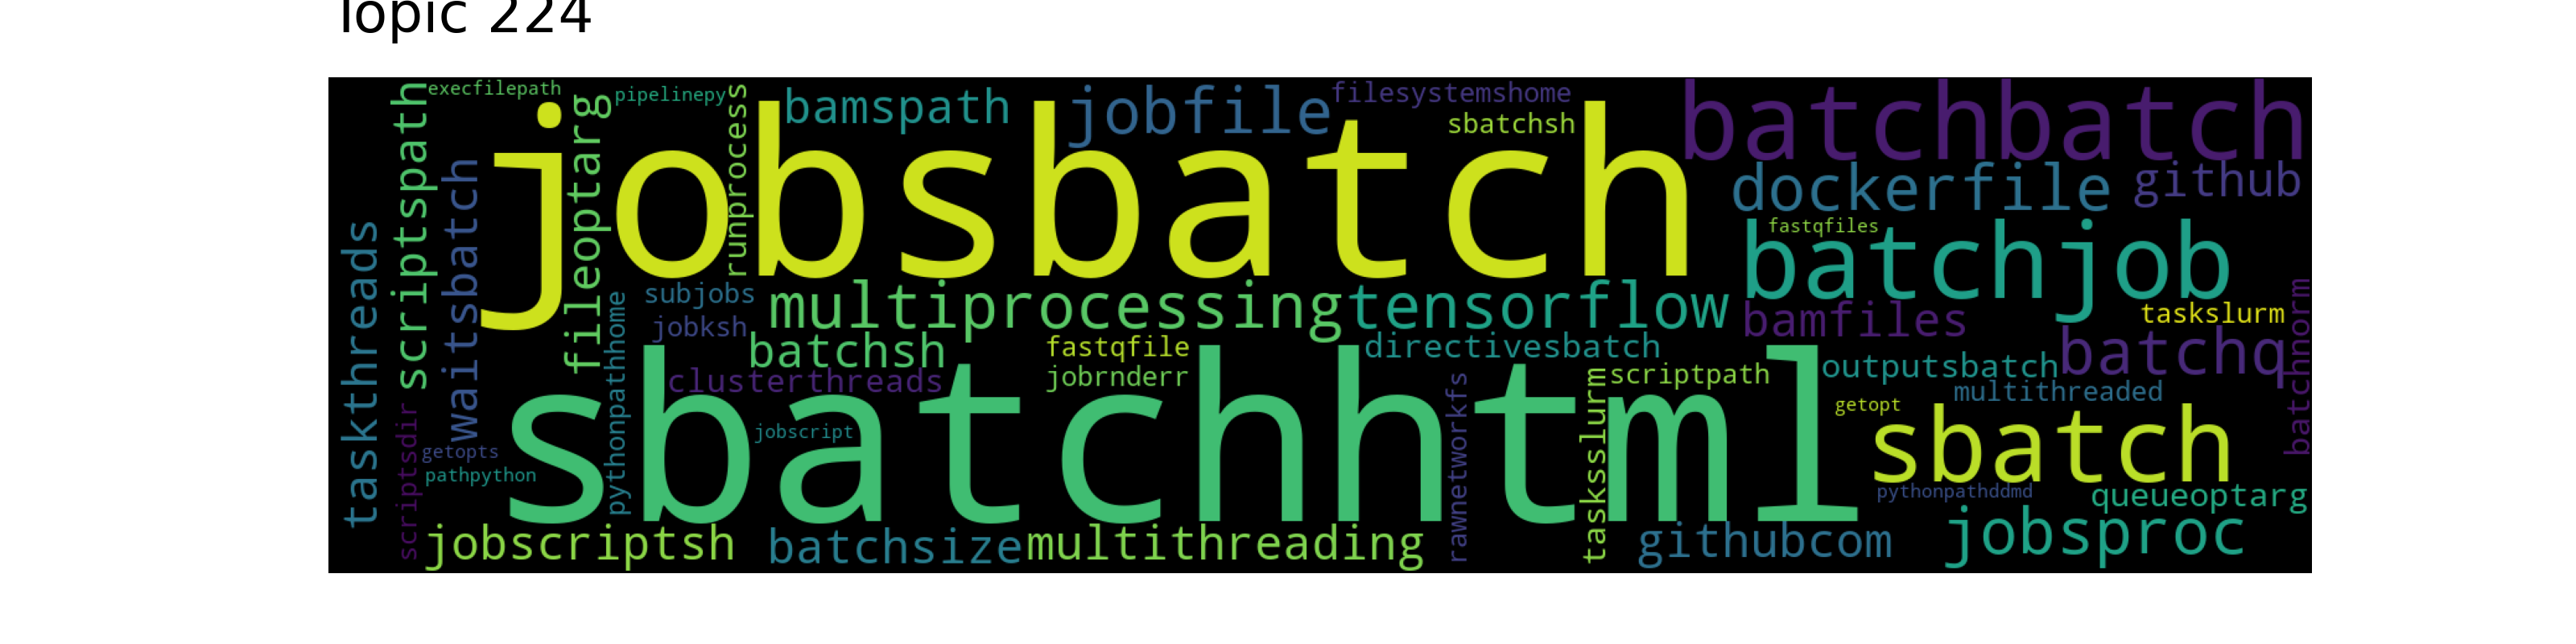 Topic 224
execfilepath
pipelinepy
bamspath
jobfile
filesystemshome
sbatchsh
batchbatch
jobsbatch
dockerfile
github
fastqfiles
batchjob
scriptspath
waitsbatch
fileoptarg
runprocess
taskthreads
subjobs
multiprocessing
tensorflow
bamfiles
taskslurm
jobksh
batchsh
fastqfile
directivesbatch
outputsbatch
batchq
batchnorm
clusterthreads
jobrnderr
scriptpath
multithreaded
pythonpathhome
sbatchhtml
jobscript
rawnetworkfs
tasksslurm
getopt
sbatch
scriptsdir
getopts
pathpython
pythonpathddmd
queueoptarg
jobscriptsh
batchsize
multithreading
githubcom
jobsproc